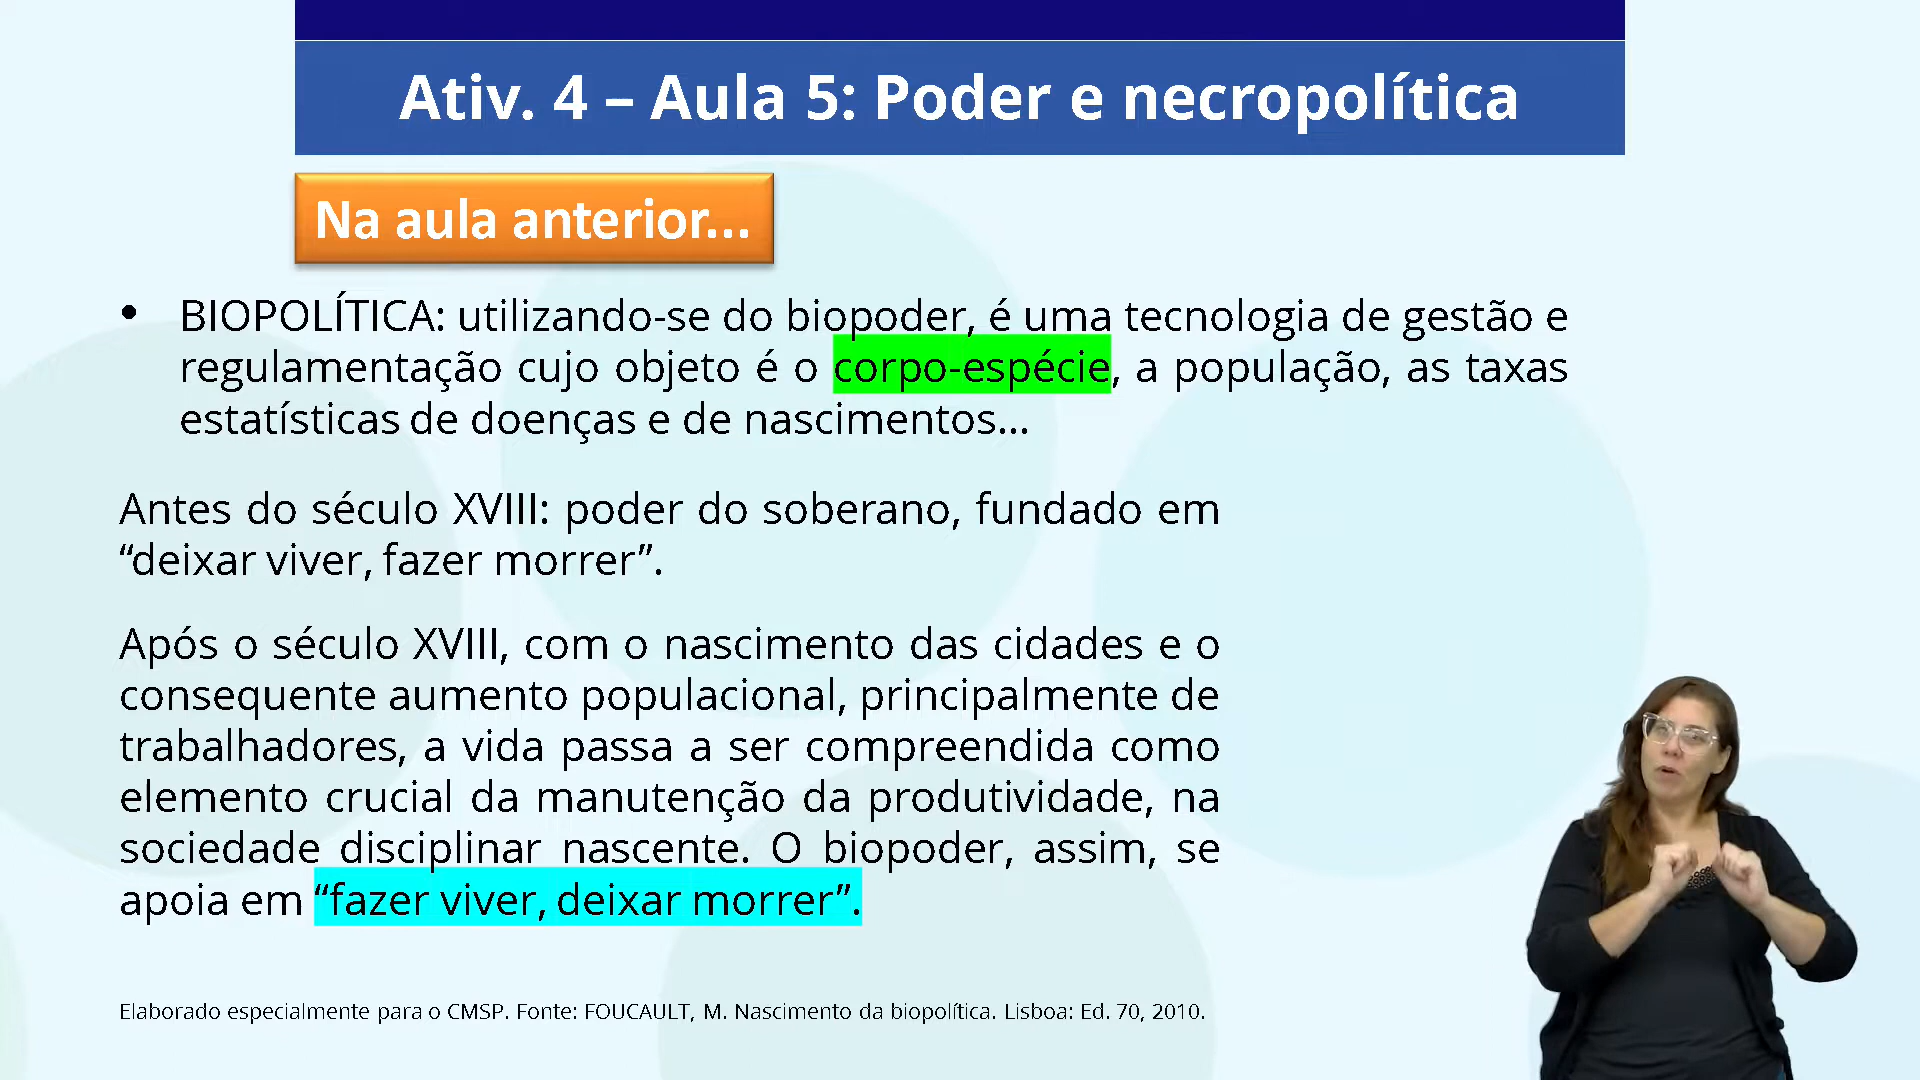 Ativ. 4 – Aula 5: Poder e necropolítica
Na aula anterior...
• BIOPOLÍTICA: utilizando-se do biopoder, é uma tecnologia de gestão e
regulamentação cujo objeto é o corpo-espécie, a população, as taxas
estatísticas de doenças e de nascimentos...
Antes do século XVIII: poder do soberano, fundado em
“deixar viver, fazer morrer”.
Após o século XVIII, com o nascimento das cidades e o
consequente aumento populacional, principalmente de
trabalhadores, a vida passa a ser compreendida como
elemento crucial da manutenção da produtividade, na
sociedade disciplinar nascente. O biopoder, assim, se
apoia em “fazer viver, deixar morrer”.
Elaborado especialmente para o CMSP. Fonte: FOUCAULT, M. Nascimento da biopolítica. Lisboa: Ed. 70, 2010.